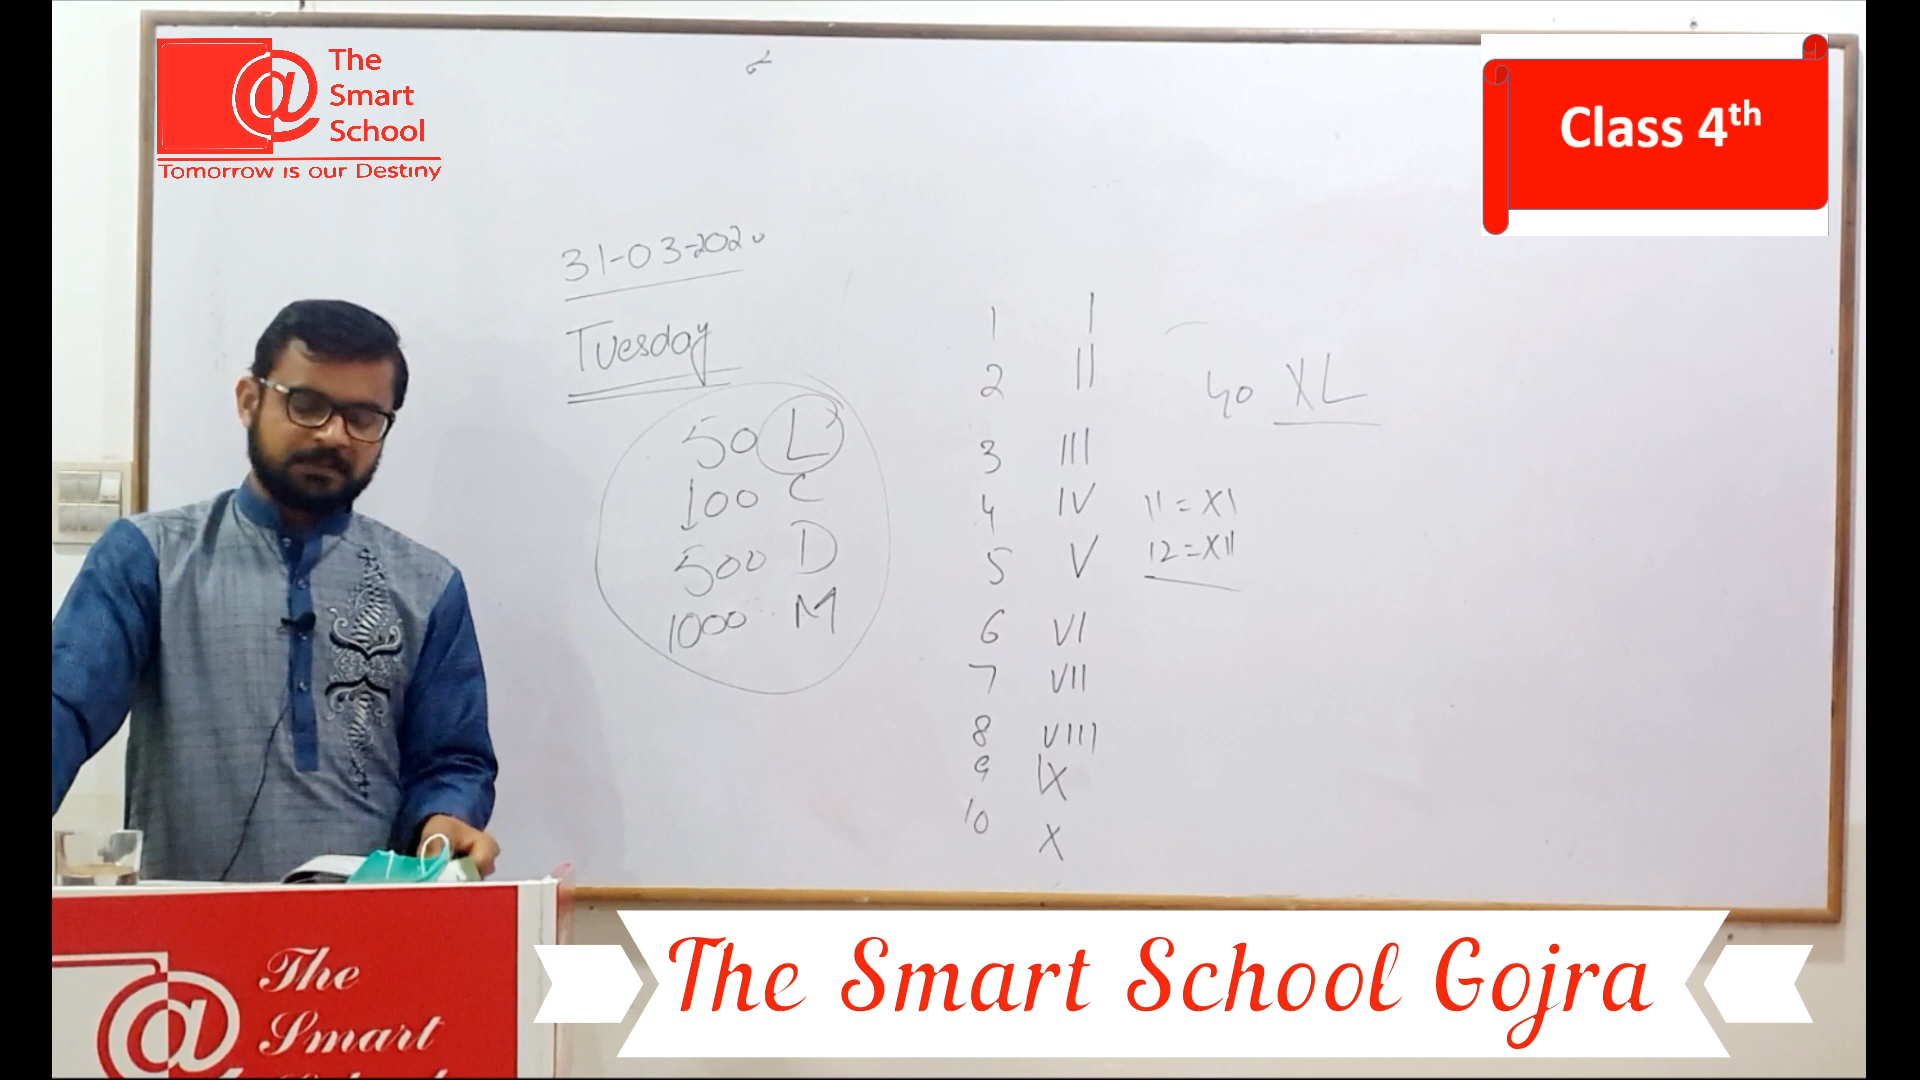 The
Smart
School
Tomorrow is our Destiny
Class 4th
31-03-2020
Tuesday
50 L
100 C
500 D
1000 M
1 I
2 II
3 III
4 IV
5 V
6 VI
7 VII
8 VIII
9 IX
10 X
40 XL
11 = XI
12 = XII
The
Smart
The Smart School Gojra